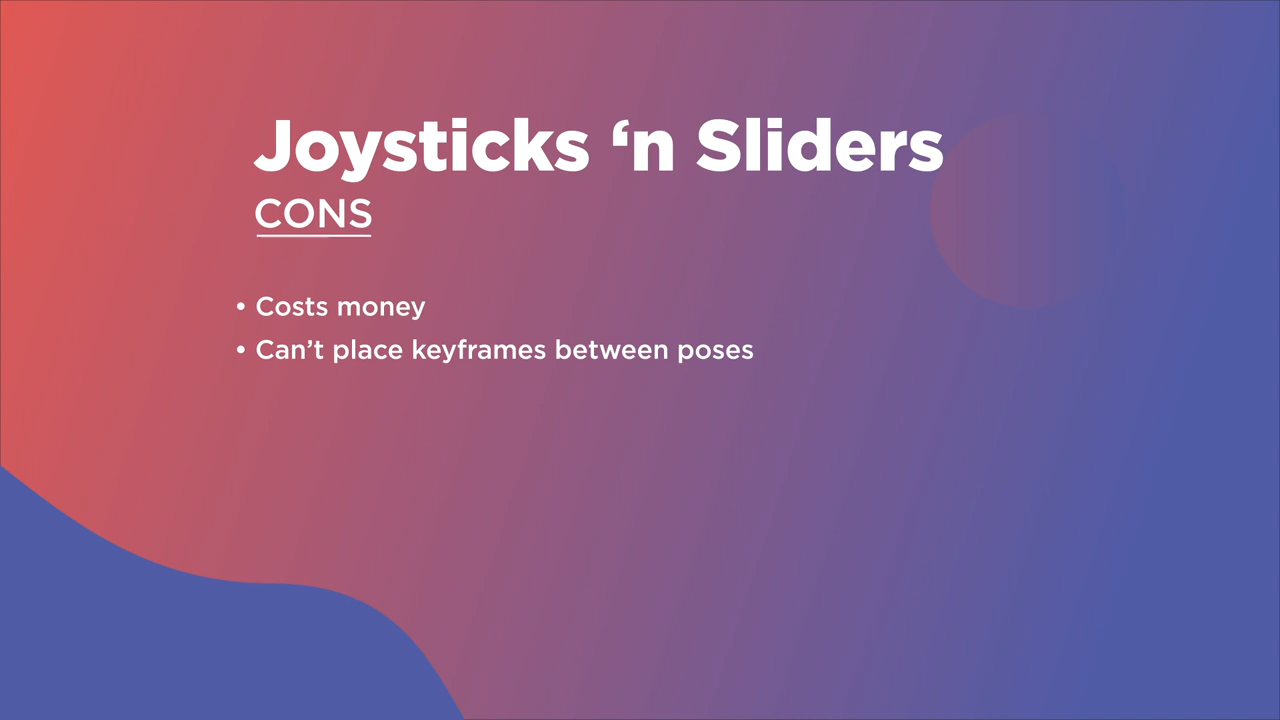 Joysticks ‘n Sliders
CONS
• Costs money
• Can’t place keyframes between poses